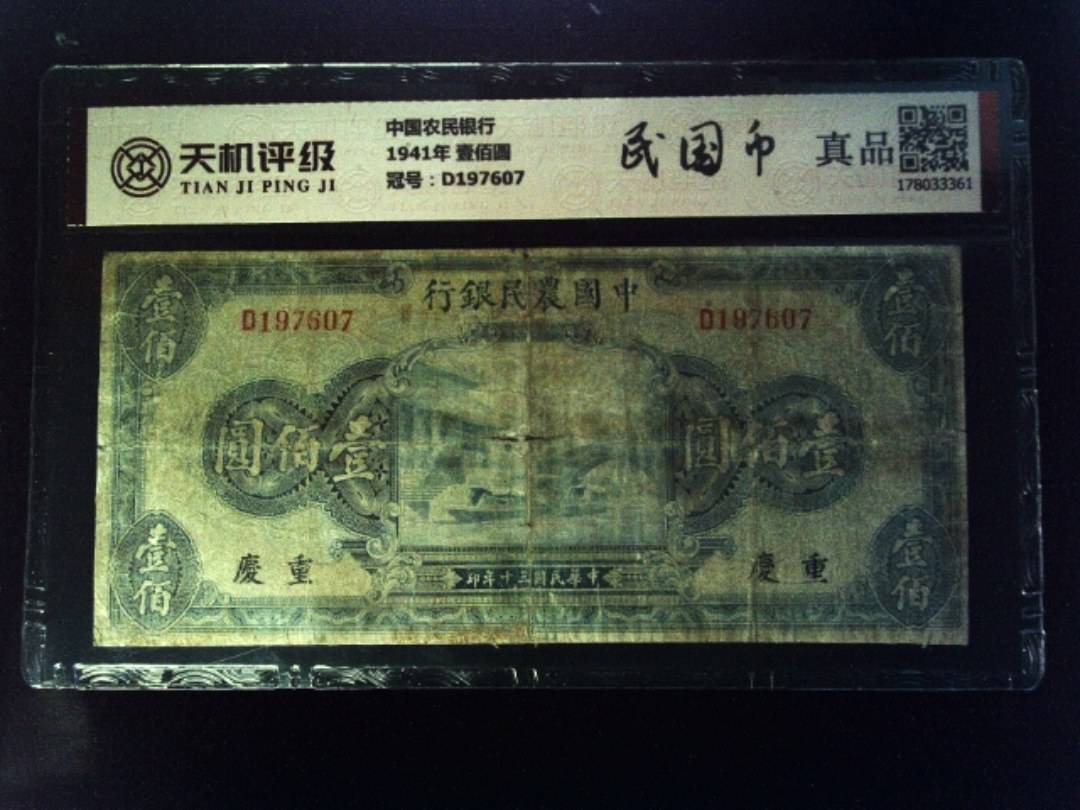 天机评级
TIAN JI PING JI
中国农民银行
1941年 壹佰圆
冠号：D197607
民国币
真品
178033361
中國農民銀行
壹佰
壹佰
D197607
D197607
壹佰圓
壹佰圓
重慶
重慶
中華民國三十年印
壹佰
壹佰